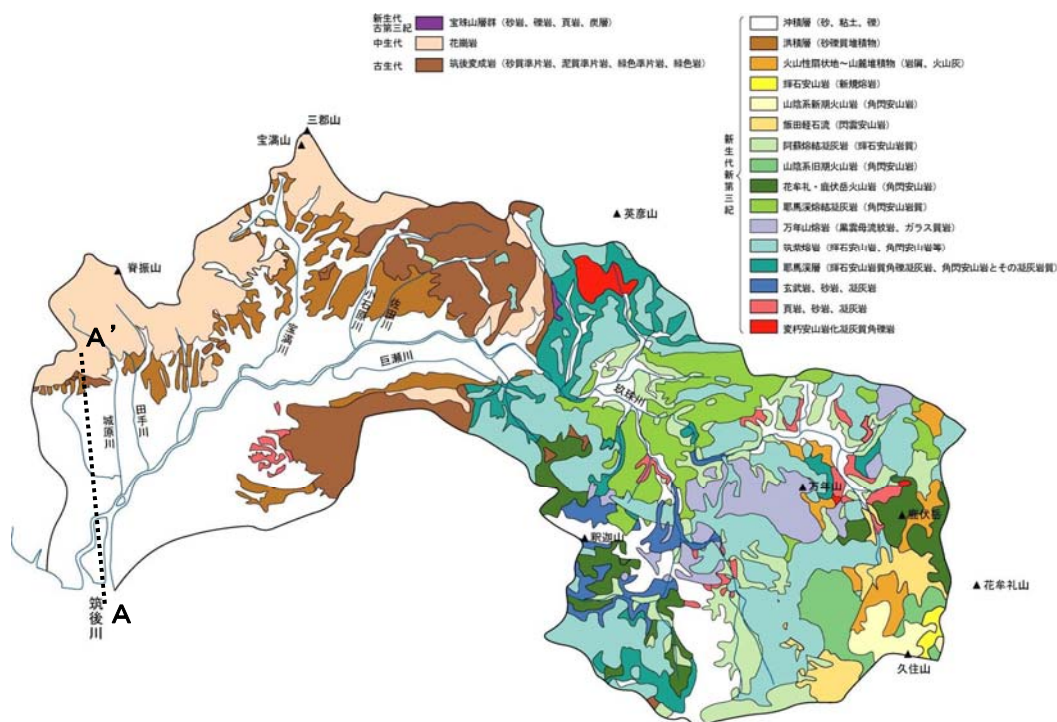 新生代
古第三紀
宝珠山層群（砂岩、礫岩、頁岩、炭層）
中生代
花崗岩
古生代
筑後変成岩（砂質準片岩、泥質準片岩、緑色準片岩、緑色岩）
新生代新第三紀
沖積層（砂、粘土、礫）
洪積層（砂礫質堆積物）
火山性扇状地～山麓堆積物（岩屑、火山灰）
輝石安山岩（新規熔岩）
山陰系新期火山岩（角閃安山岩）
飯田軽石流（閃雲安山岩）
阿蘇熔結凝灰岩（輝石安山岩質）
山陰系旧期火山岩（角閃安山岩）
花牟礼・鹿伏岳火山岩（角閃安山岩）
耶馬渓熔結凝灰岩（角閃安山岩質）
万年山熔岩（黒雲母流紋岩、ガラス質岩）
筑紫熔岩（輝石安山岩、角閃安山岩等）
耶馬渓層（輝石安山岩質角礫凝灰岩、角閃安山岩とその凝灰岩質）
玄武岩、砂岩、凝灰岩
頁岩、砂岩、凝灰岩
変朽安山岩化凝灰質角礫岩
三郡山
宝満山
英彦山
脊振山
小石原川
佐田川
宝満川
A’
巨瀬川
玖珠川
城原川
田手川
万年山
鹿伏岳
釈迦山
花牟礼山
筑後川
A
久住山